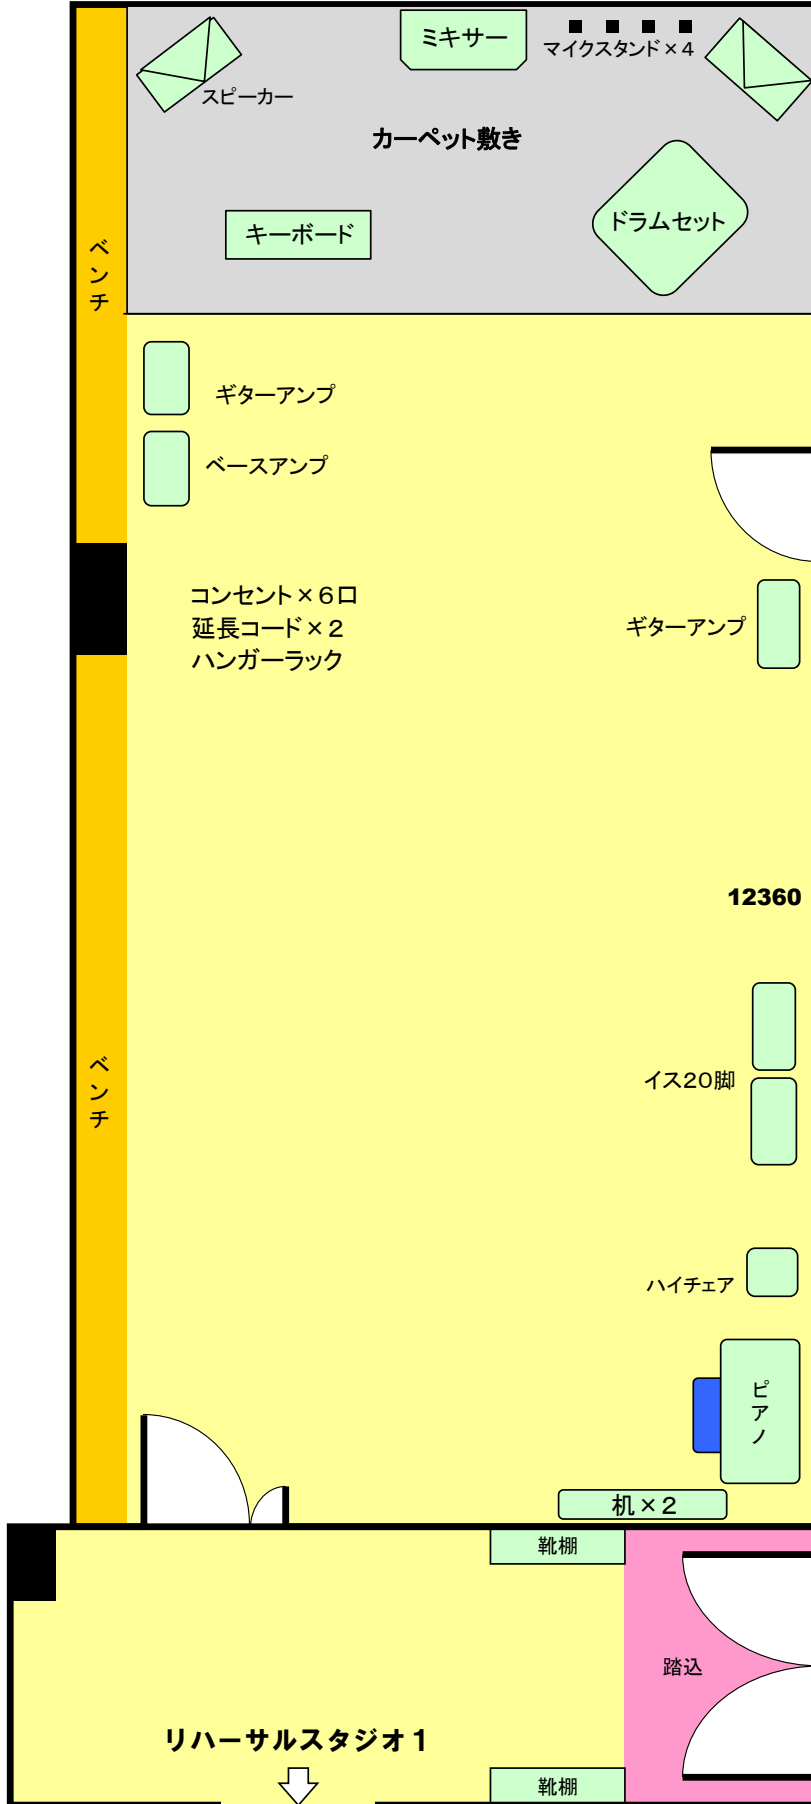 ミキサー
マイクスタンド×4
スピーカー
カーペット敷き
ドラムセット
キーボード
ベンチ
ギターアンプ
ベースアンプ
コンセント×6口
延長コード×2
ハンガーラック
ギターアンプ
12360
ベンチ
イス20脚
ハイチェア
ピアノ
机×2
靴棚
踏込
リハーサルスタジオ1
靴棚